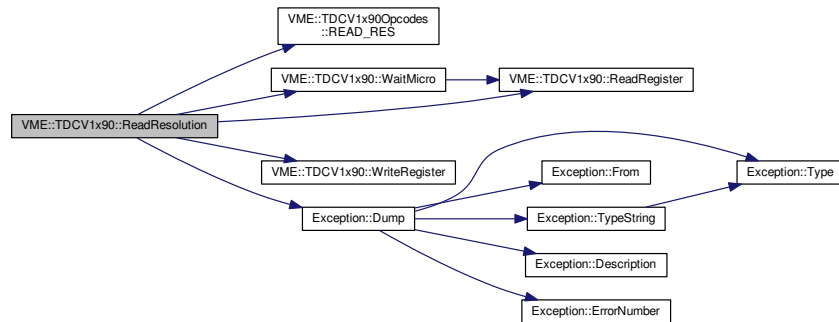 VME::TDCV1x90Opcodes
::READ_RES
VME::TDCV1x90::WaitMicro
VME::TDCV1x90::ReadRegister
VME::TDCV1x90::ReadResolution
VME::TDCV1x90::WriteRegister
Exception::From
Exception::Type
Exception::Dump
Exception::TypeString
Exception::Description
Exception::ErrorNumber